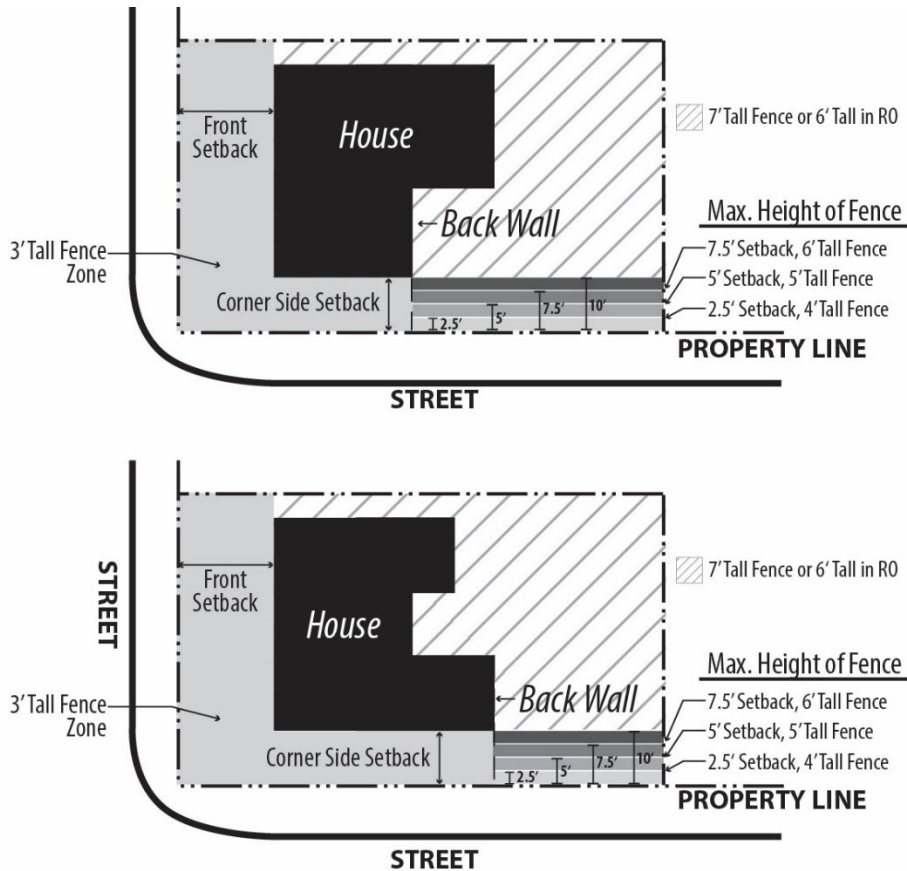 Front
Setback
House
7' Tall Fence or 6' Tall in RO
Back Wall
Max. Height of Fence
3' Tall Fence
Zone
7.5' Setback, 6' Tall Fence
5' Setback, 5' Tall Fence
2.5' Setback, 4' Tall Fence
Corner Side Setback
2.5'
5'
7.5'
10'
PROPERTY LINE
STREET
STREET
Front
Setback
House
7' Tall Fence or 6' Tall in RO
Back Wall
Max. Height of Fence
3' Tall Fence
Zone
7.5' Setback, 6' Tall Fence
5' Setback, 5' Tall Fence
2.5' Setback, 4' Tall Fence
Corner Side Setback
2.5'
5'
7.5'
10'
PROPERTY LINE
STREET